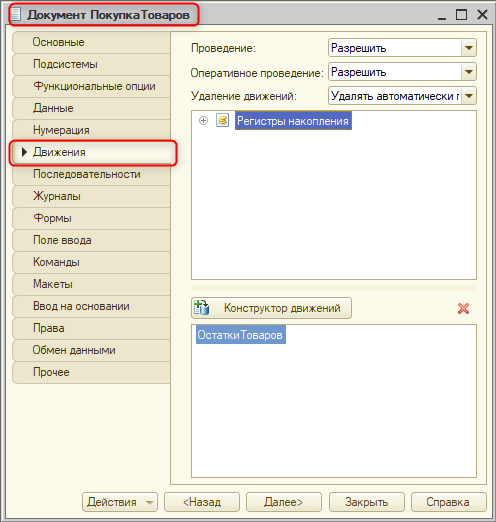 Документ ПокупкаТоваров
Основные
Подсистемы
Функциональные опции
Данные
Нумерация
Движения
Последовательности
Журналы
Формы
Поле ввода
Команды
Макеты
Ввод на основании
Права
Обмен данными
Прочее
Проведение: Разрешить
Оперативное проведение: Разрешить
Удаление движений: Удалять автоматически
Регистры накопления
Конструктор движений
ОстаткиТоваров
Действия <Назад Далее> Закрыть Справка